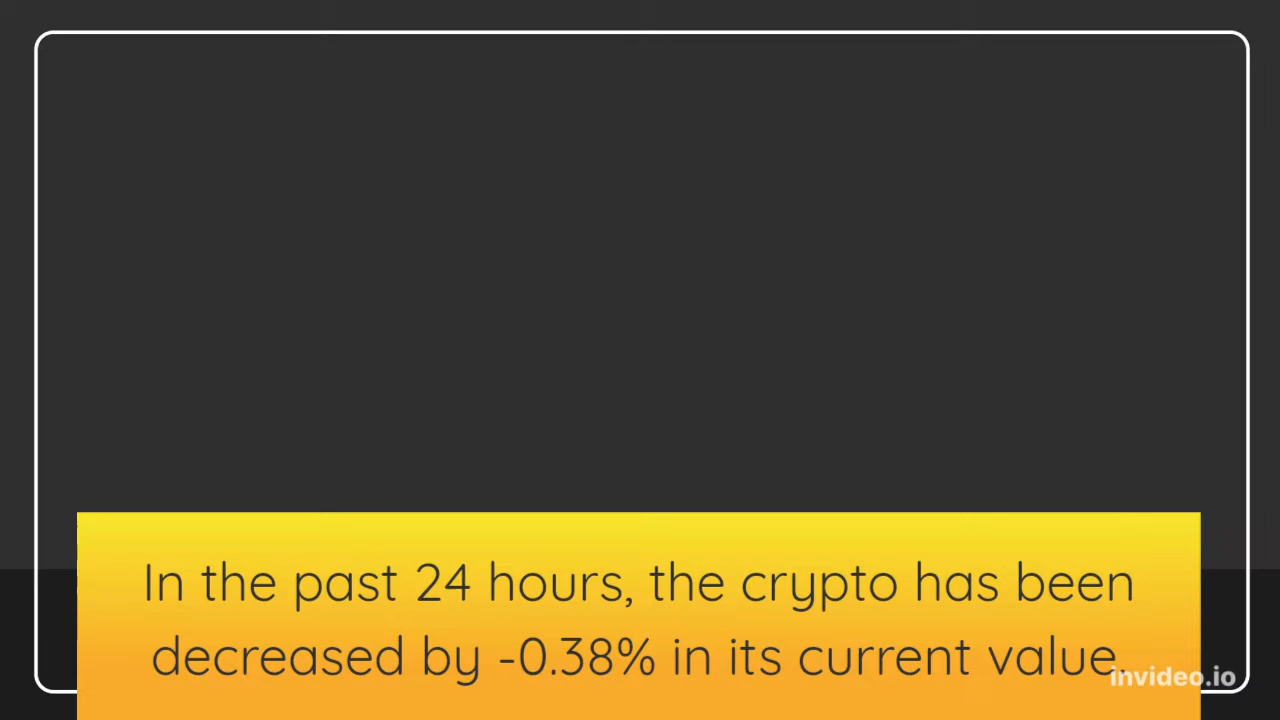 In the past 24 hours, the crypto has been
decreased by -0.38% in its current value.
invideo.io